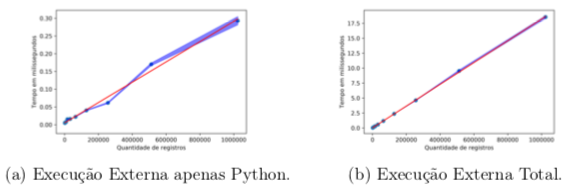 0.30
0.25
0.20
0.15
0.10
0.05
0.00
Tempo em milissegundos
0 200000 400000 600000 800000 1000000
Quantidade de registros
17.5
15.0
12.5
10.0
7.5
5.0
2.5
0.0
Tempo em milissegundos
0 200000 400000 600000 800000 1000000
Quantidade de registros
(a) Execução Externa apenas Python.
(b) Execução Externa Total.